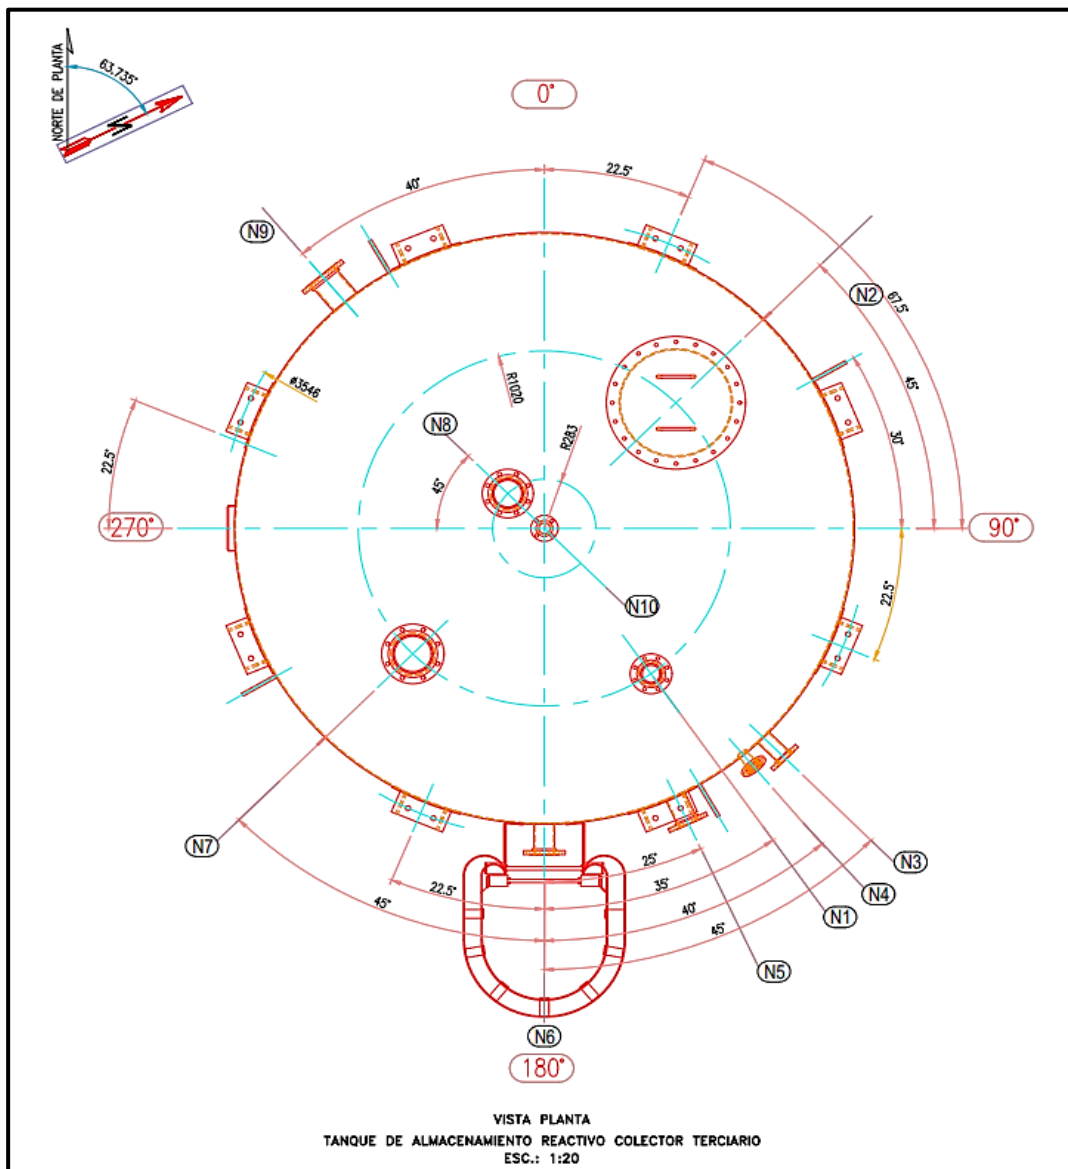 NORTE DE PLANTA
63.735°
N
0°
40°
22.5°
N9
N2
67.5°
45°
30°
ø3546
R1020
N8
R283
45°
22.5°
270°
90°
22.5°
N10
N7
N3
N4
N1
N5
25°
35°
40°
45°
22.5°
45°
N6
180°
VISTA PLANTA
TANQUE DE ALMACENAMIENTO REACTIVO COLECTOR TERCIARIO
ESC.: 1:20